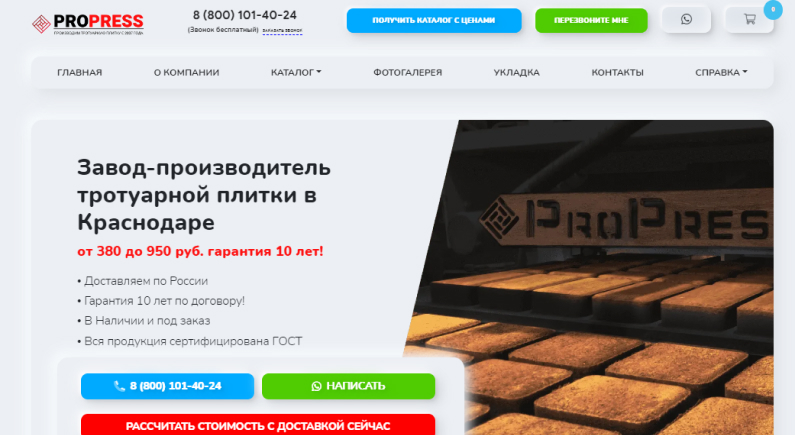 PROPRESS
ПРОИЗВОДИМ ТРОТУАРНУЮ ПЛИТКУ С 2007 ГОДА
8 (800) 101-40-24
(Звонок бесплатный) ЗАКАЗАТЬ ЗВОНОК
ПОЛУЧИТЬ КАТАЛОГ С ЦЕНАМИ
ПЕРЕЗВОНИТЕ МНЕ
0
ГЛАВНАЯ
О КОМПАНИИ
КАТАЛОГ
ФОТОГАЛЕРЕЯ
УКЛАДКА
КОНТАКТЫ
СПРАВКА
Завод-производитель
тротуарной плитки в
Краснодаре
от 380 до 950 руб. гарантия 10 лет!
• Доставляем по России
• Гарантия 10 лет по договору!
• В Наличии и под заказ
• Вся продукция сертифицирована ГОСТ
PROPRESS
8 (800) 101-40-24
НАПИСАТЬ
РАССЧИТАТЬ СТОИМОСТЬ С ДОСТАВКОЙ СЕЙЧАС